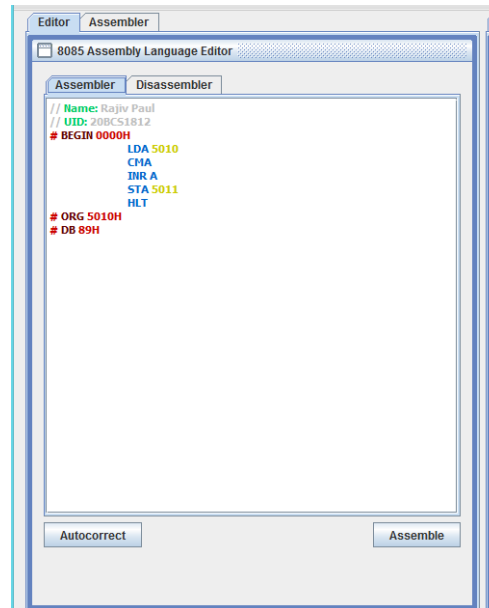 Editor Assembler
8085 Assembly Language Editor
Assembler Disassembler
// Name: Rajiv Paul
// UID: 20BCS1812
# BEGIN 0000H
LDA 5010
CMA
INR A
STA 5011
HLT
# ORG 5010H
# DB 89H
Autocorrect Assemble